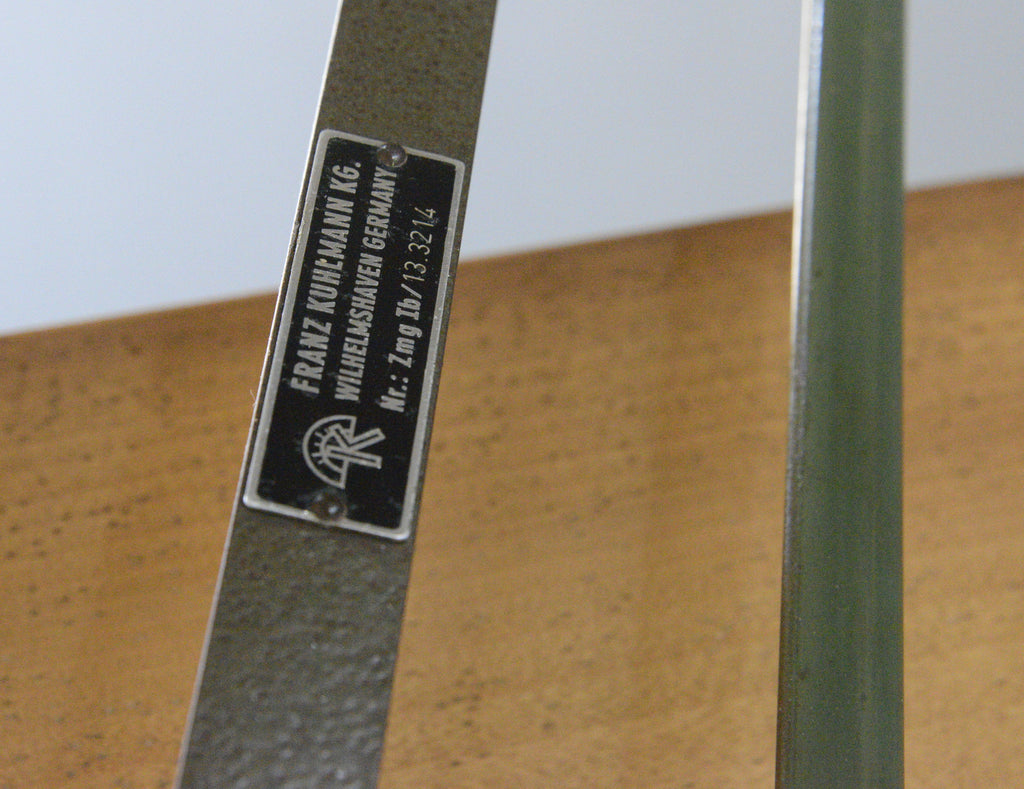 FRANZ KUHLMANN KG.
WILHELMSHAVEN GERMANY
Nr.: Zmg Ib/13.3214